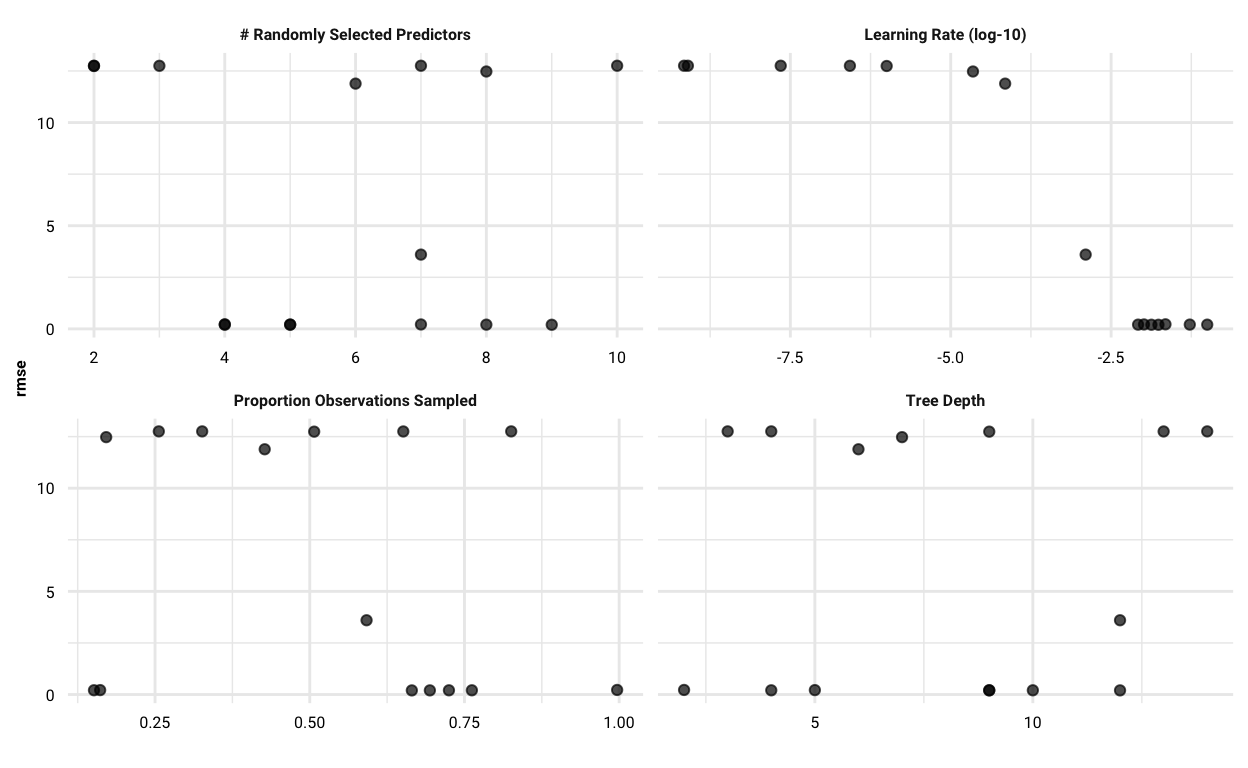 # Randomly Selected Predictors
Learning Rate (log-10)
10
5
0
2 4 6 8 10
-7.5 -5.0 -2.5
rmse
Proportion Observations Sampled
Tree Depth
10
5
0
0.25 0.50 0.75 1.00
5 10